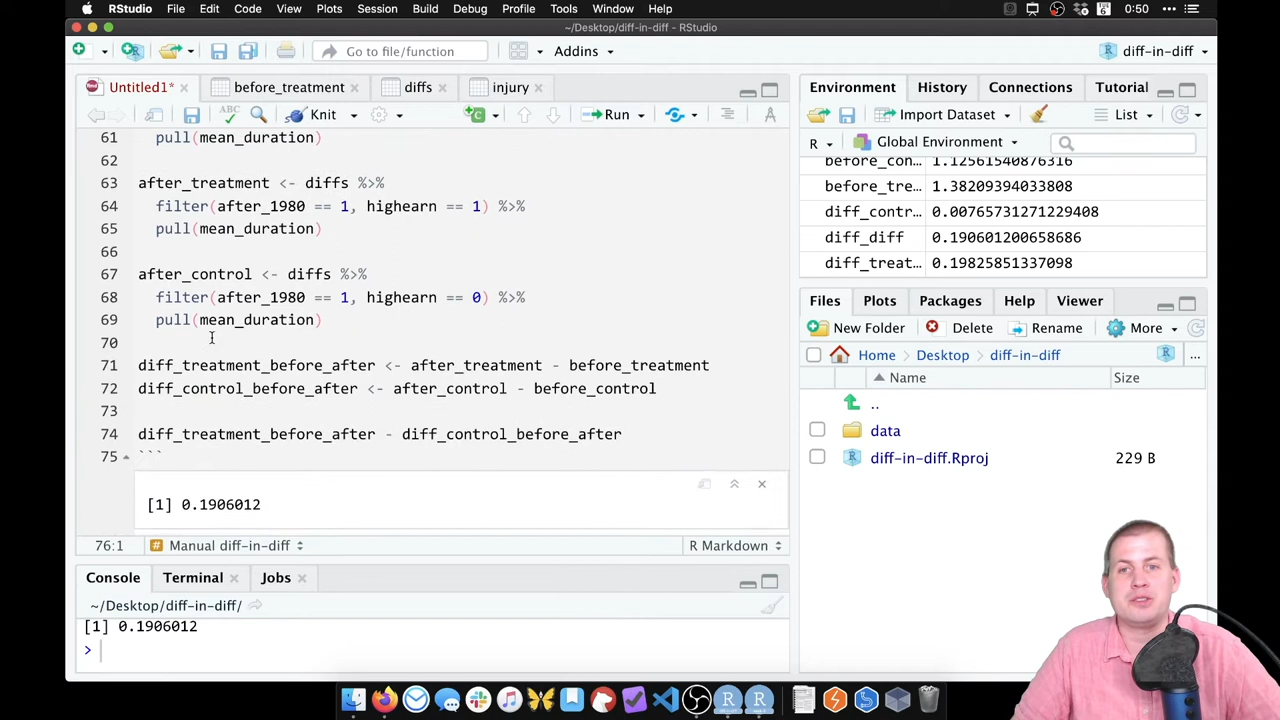 RStudio File Edit Code View Plots Session Build Debug Profile Tools Window Help TUE 6 0:50
~/Desktop/diff-in-diff - RStudio
Go to file/function Addins diff-in-diff
Untitled1* before_treatment diffs injury
ABC Knit Run
61 pull(mean_duration)
62
63 after_treatment <- diffs %>%
64 filter(after_1980 == 1, highearn == 1) %>%
65 pull(mean_duration)
66
67 after_control <- diffs %>%
68 filter(after_1980 == 1, highearn == 0) %>%
69 pull(mean_duration)
70
71 diff_treatment_before_after <- after_treatment - before_treatment
72 diff_control_before_after <- after_control - before_control
73
74 diff_treatment_before_after - diff_control_before_after
75 ```
[1] 0.1906012
76:1 # Manual diff-in-diff R Markdown
Console Terminal Jobs
~/Desktop/diff-in-diff/
[1] 0.1906012
>
Environment History Connections Tutorial
Import Dataset List
R Global Environment
before_con… 1.12561540876316
before_tre… 1.38209394033808
diff_contr… 0.00765731271229408
diff_diff 0.190601200658686
diff_treat… 0.19825851337098
Files Plots Packages Help Viewer
New Folder Delete Rename More
Home Desktop diff-in-diff R ...
Name Size
..
data
diff-in-diff.Rproj 229 B